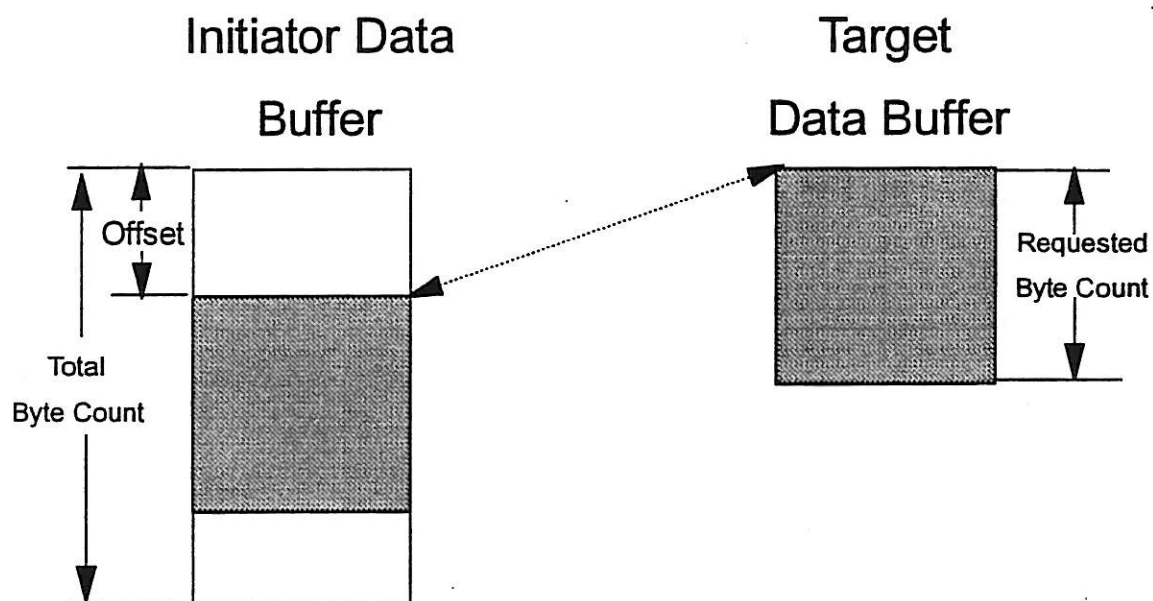 Initiator Data
Buffer
Target
Data Buffer
Offset
Total
Byte Count
Requested
Byte Count